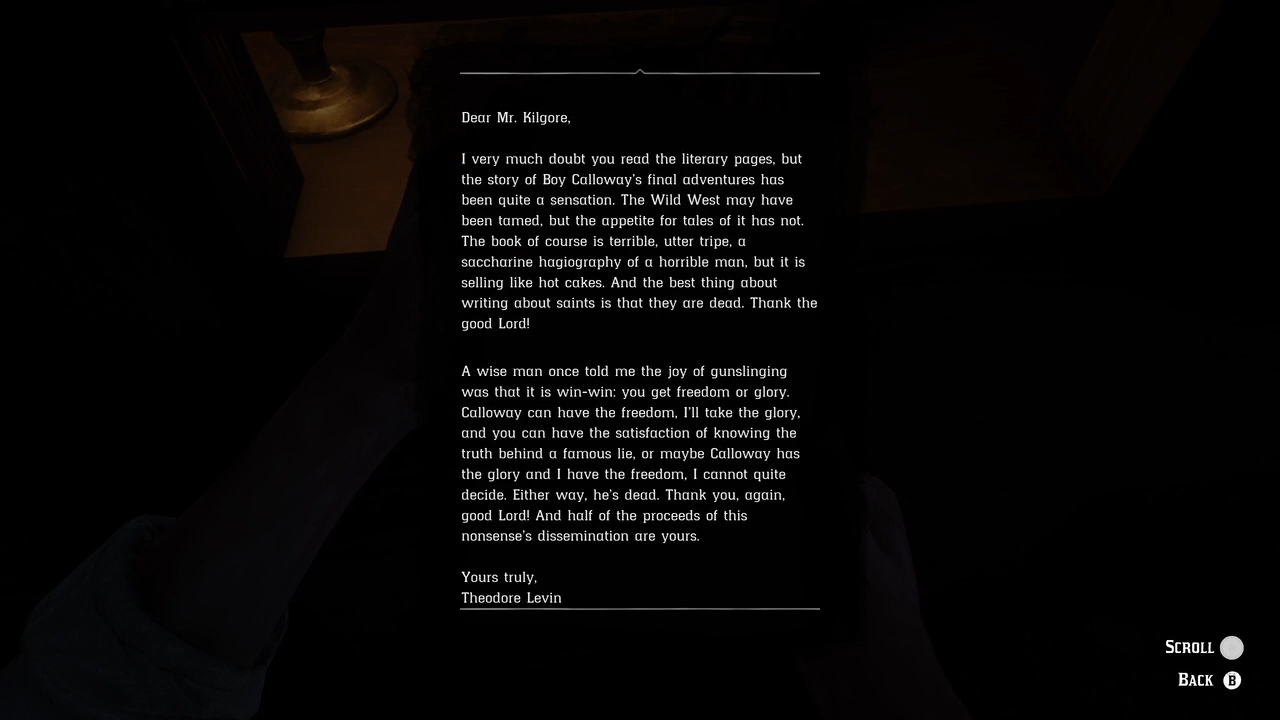 Dear Mr. Kilgore,
I very much doubt you read the literary pages, but
the story of Boy Calloway's final adventures has
been quite a sensation. The Wild West may have
been tamed, but the appetite for tales of it has not.
The book of course is terrible, utter tripe, a
saccharine hagiography of a horrible man, but it is
selling like hot cakes. And the best thing about
writing about saints is that they are dead. Thank the
good Lord!
A wise man once told me the joy of gunslinging
was that it is win-win: you get freedom or glory.
Calloway can have the freedom, I'll take the glory,
and you can have the satisfaction of knowing the
truth behind a famous lie, or maybe Calloway has
the glory and I have the freedom, I cannot quite
decide. Either way, he's dead. Thank you, again,
good Lord! And half of the proceeds of this
nonsense's dissemination are yours.
Yours truly,
Theodore Levin
SCROLL
BACK B